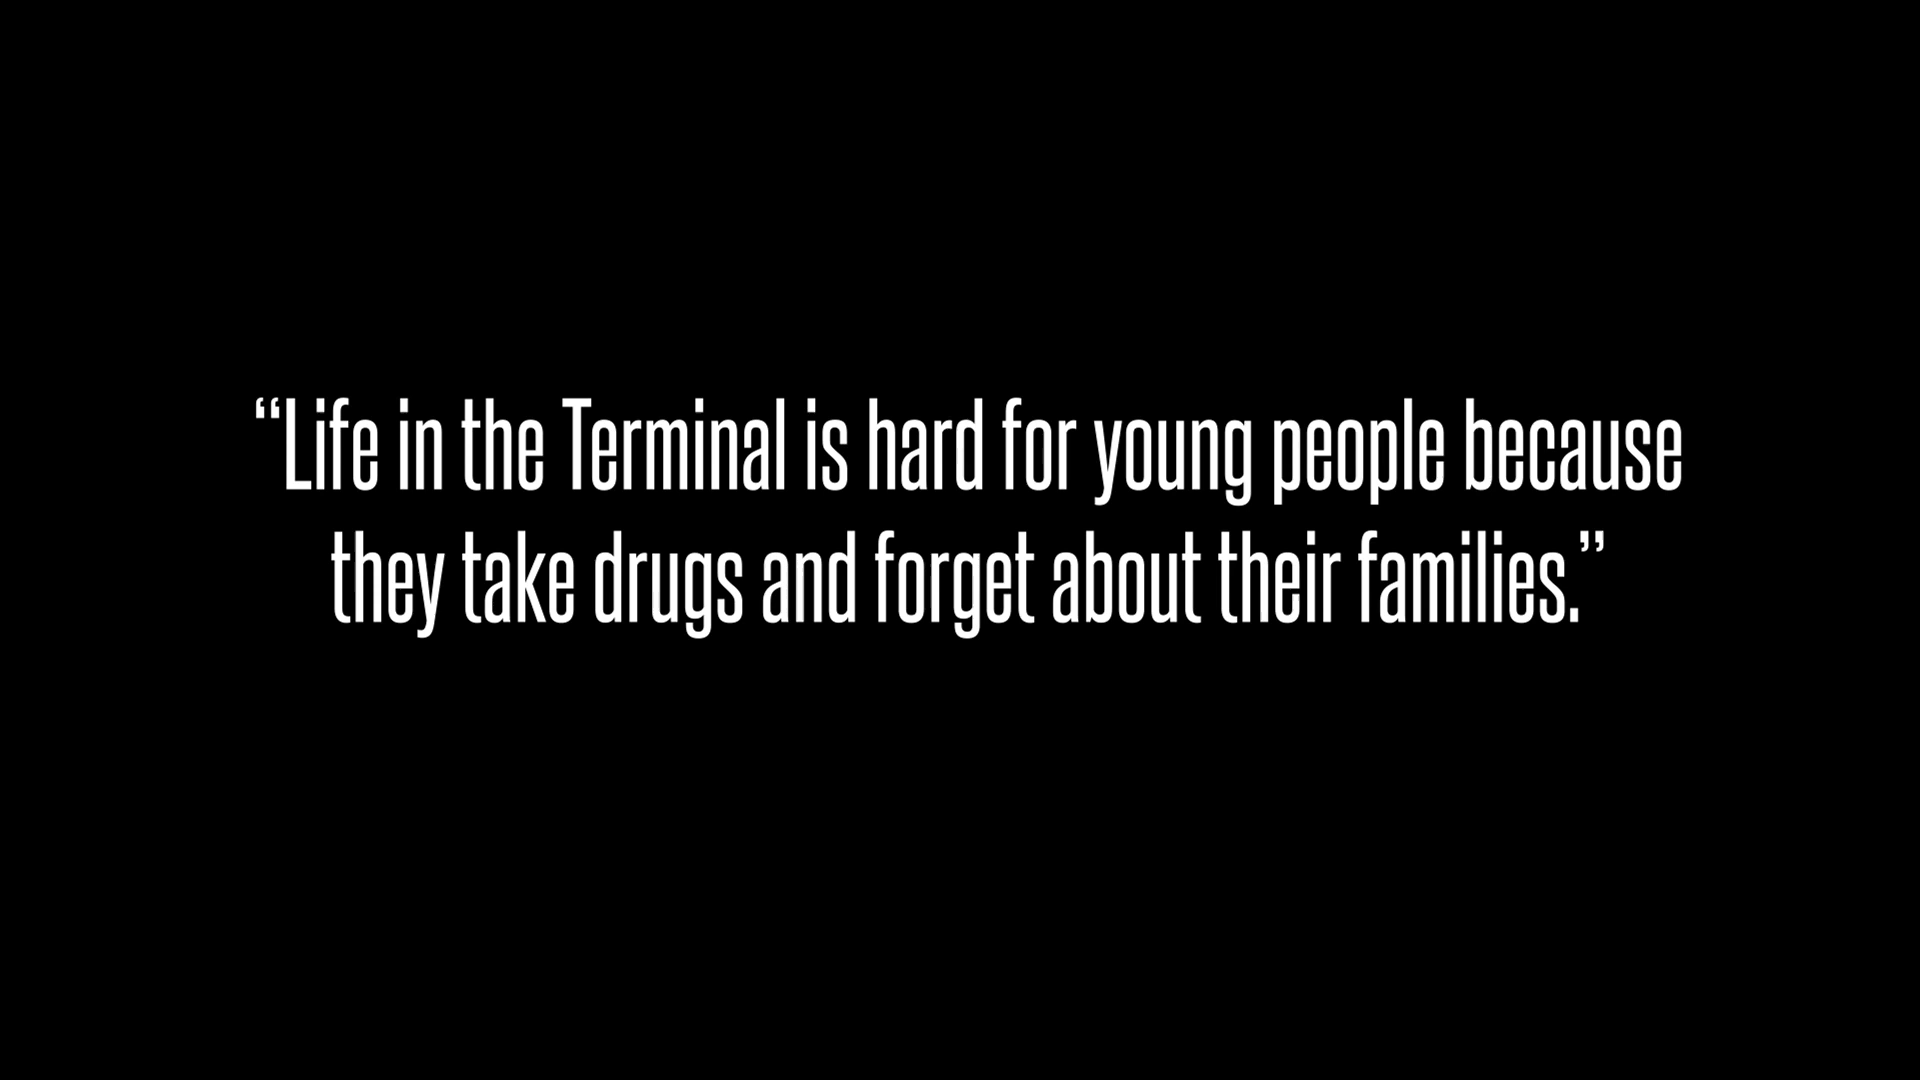 “Life in the Terminal is hard for young people because
they take drugs and forget about their families.”